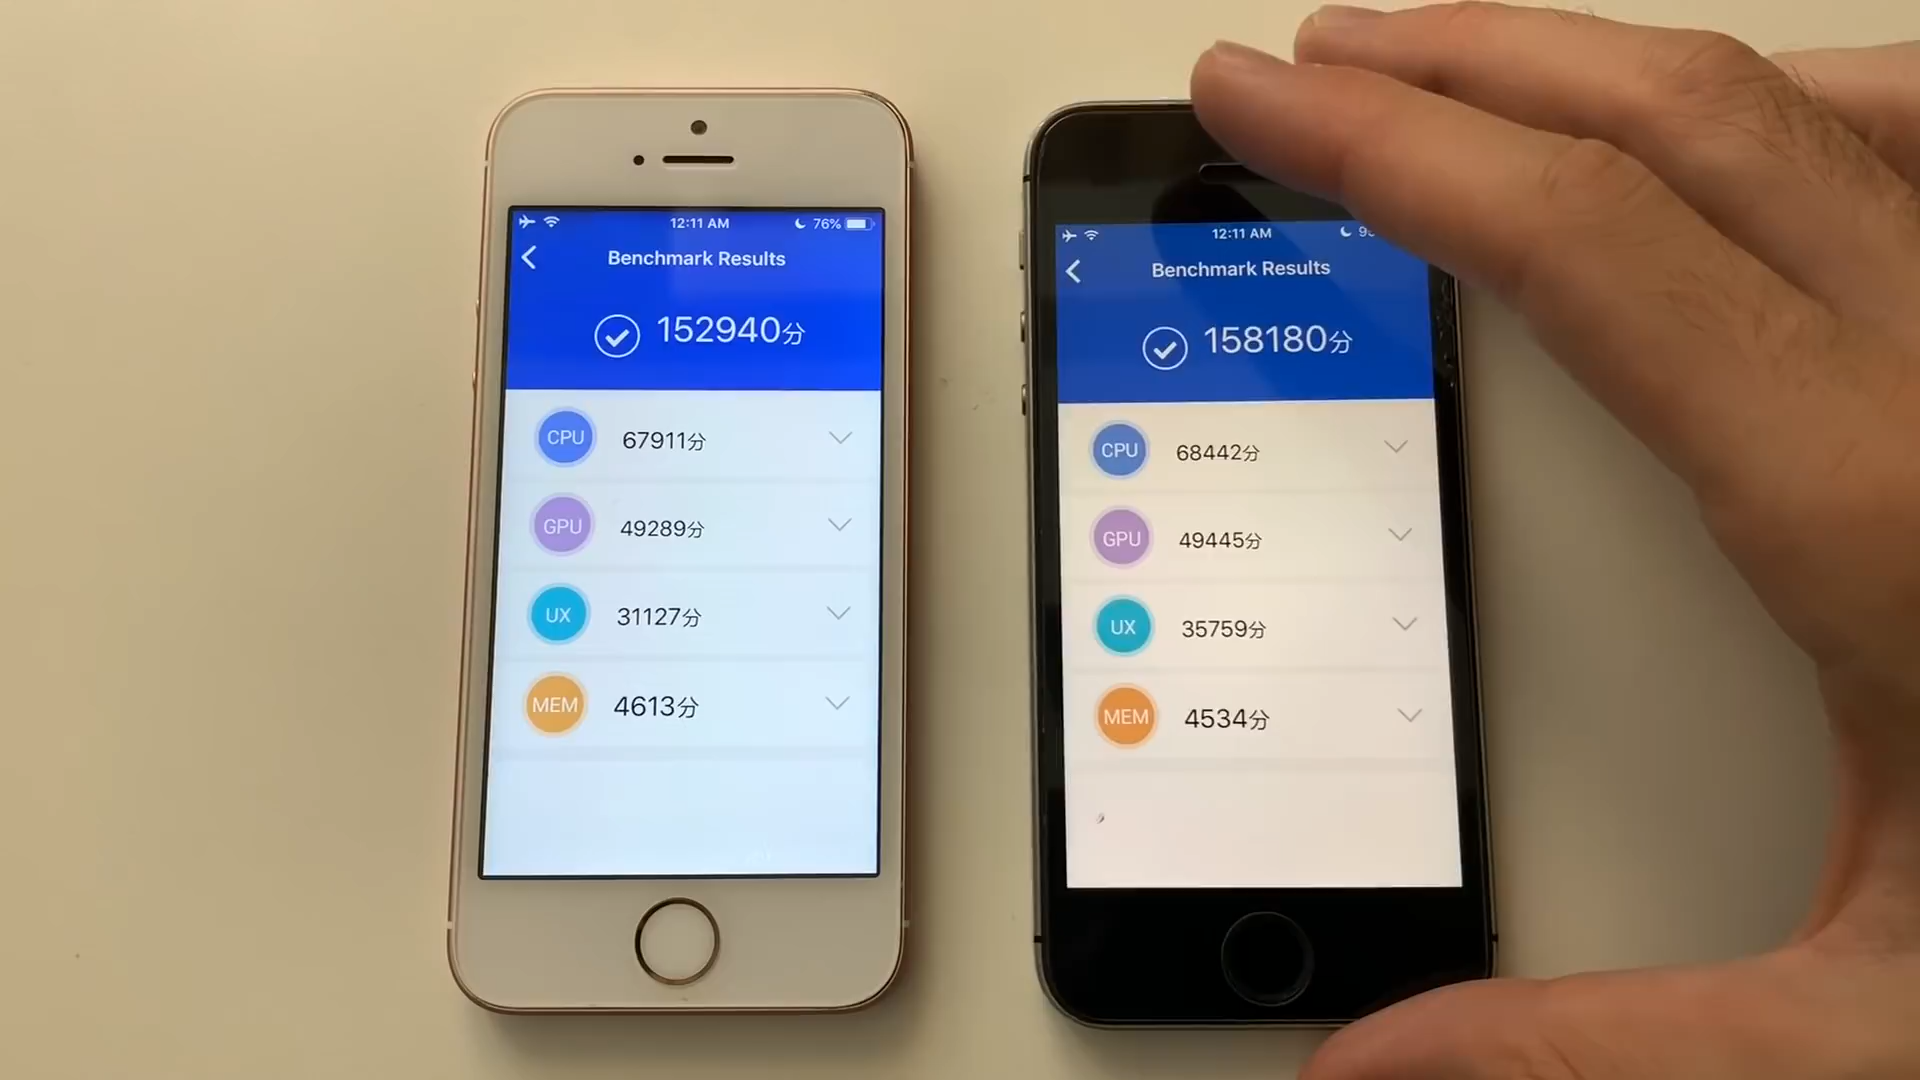 12:11 AM
76%
Benchmark Results
152940分
CPU
67911分
GPU
49289分
UX
31127分
MEM
4613分
12:11 AM
Benchmark Results
158180分
CPU
68442分
GPU
49445分
UX
35759分
MEM
4534分